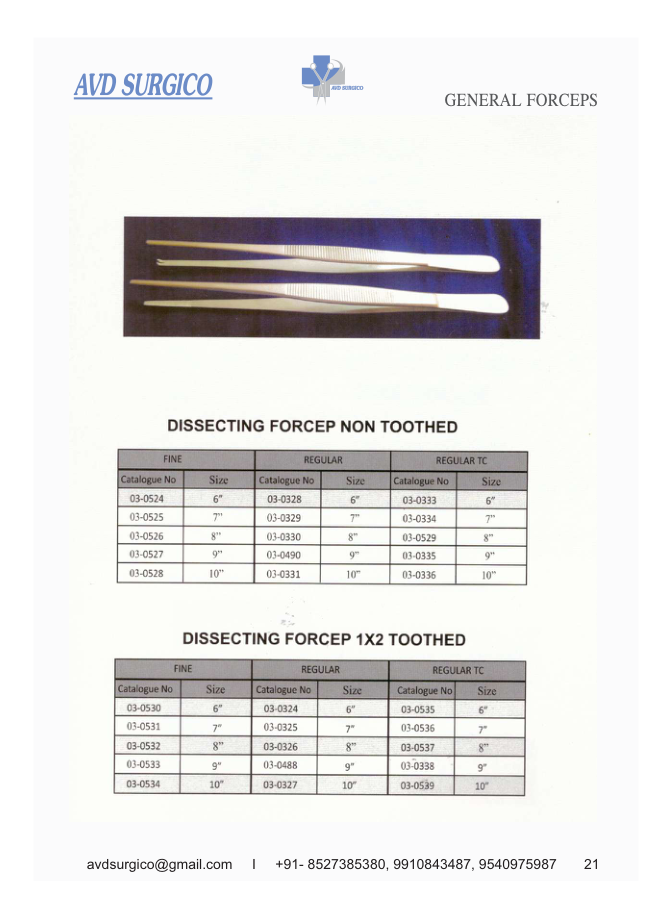 AVD SURGICO
AVD SURGICO
GENERAL FORCEPS
DISSECTING FORCEP NON TOOTHED
FINE REGULAR REGULAR TC
Catalogue No Size Catalogue No Size Catalogue No Size
03-0524 6" 03-0328 6" 03-0333 6"
03-0525 7" 03-0329 7" 03-0334 7"
03-0526 8" 03-0330 8" 03-0529 8"
03-0527 9" 03-0490 9" 03-0335 9"
03-0528 10" 03-0331 10" 03-0336 10"
DISSECTING FORCEP 1X2 TOOTHED
FINE REGULAR REGULAR TC
Catalogue No Size Catalogue No Size Catalogue No Size
03-0530 6" 03-0324 6" 03-0535 6"
03-0531 7" 03-0325 7" 03-0536 7"
03-0532 8" 03-0326 8" 03-0537 8"
03-0533 9" 03-0488 9" 03-0338 9"
03-0534 10" 03-0327 10" 03-0539 10"
avdsurgico@gmail.com I +91- 8527385380, 9910843487, 9540975987 21